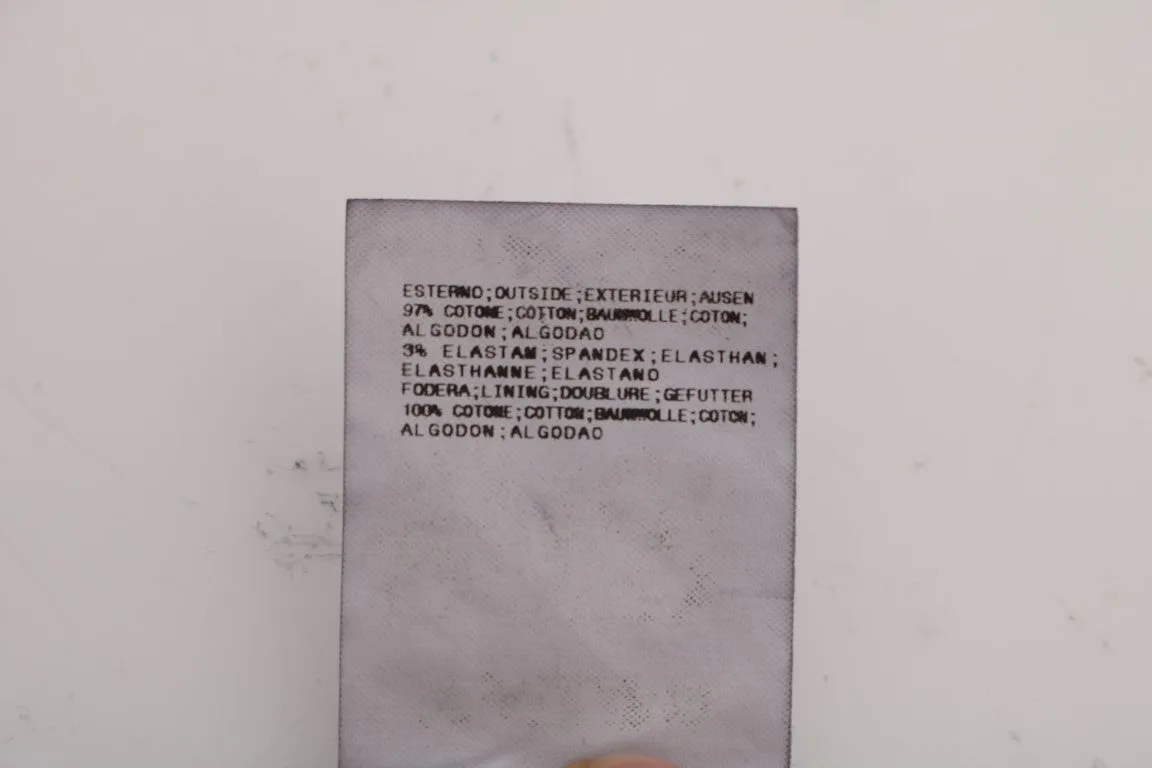 ESTERNO;OUTSIDE;EXTERIEUR;AUSEN
97% COTONE;COTTON;BAUMWOLLE;COTON;
ALGODON;ALGODAO
3% ELASTAM;SPANDEX;ELASTHAN;
ELASTHANNE;ELASTANO
FODERA;LINING;DOUBLURE;GEFUTTER
100% COTONE;COTTON;BAUMWOLLE;COTON;
ALGODON;ALGODAO